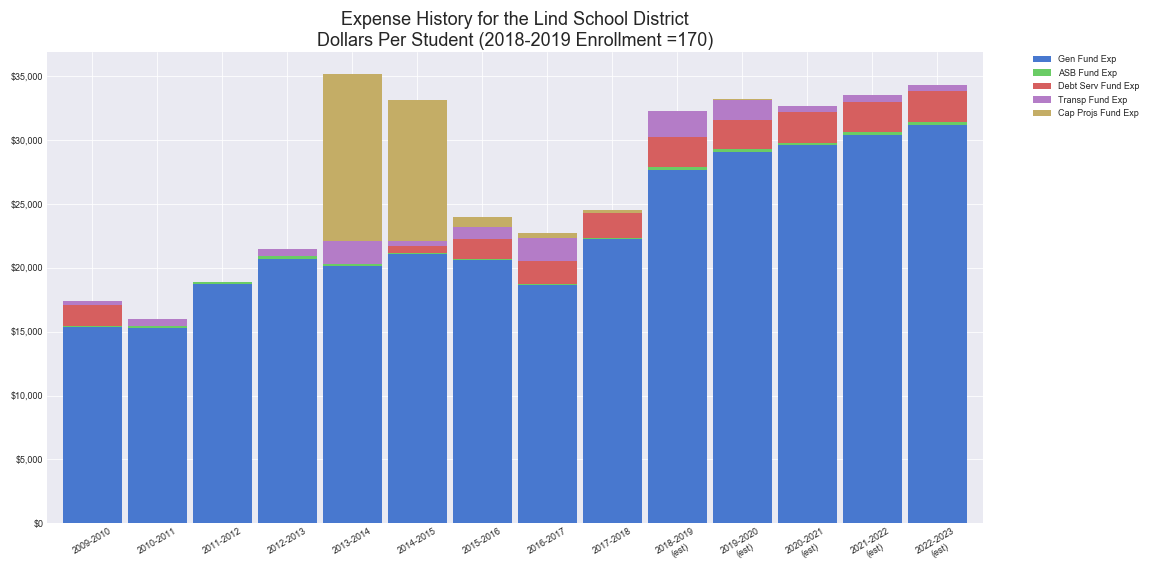 Expense History for the Lind School District
Dollars Per Student (2018-2019 Enrollment =170)
Gen Fund Exp
ASB Fund Exp
Debt Serv Fund Exp
Transp Fund Exp
Cap Projs Fund Exp
$35,000
$30,000
$25,000
$20,000
$15,000
$10,000
$5,000
$0
2009-2010
2010-2011
2011-2012
2012-2013
2013-2014
2014-2015
2015-2016
2016-2017
2017-2018
2018-2019
(est)
2019-2020
(est)
2020-2021
(est)
2021-2022
(est)
2022-2023
(est)